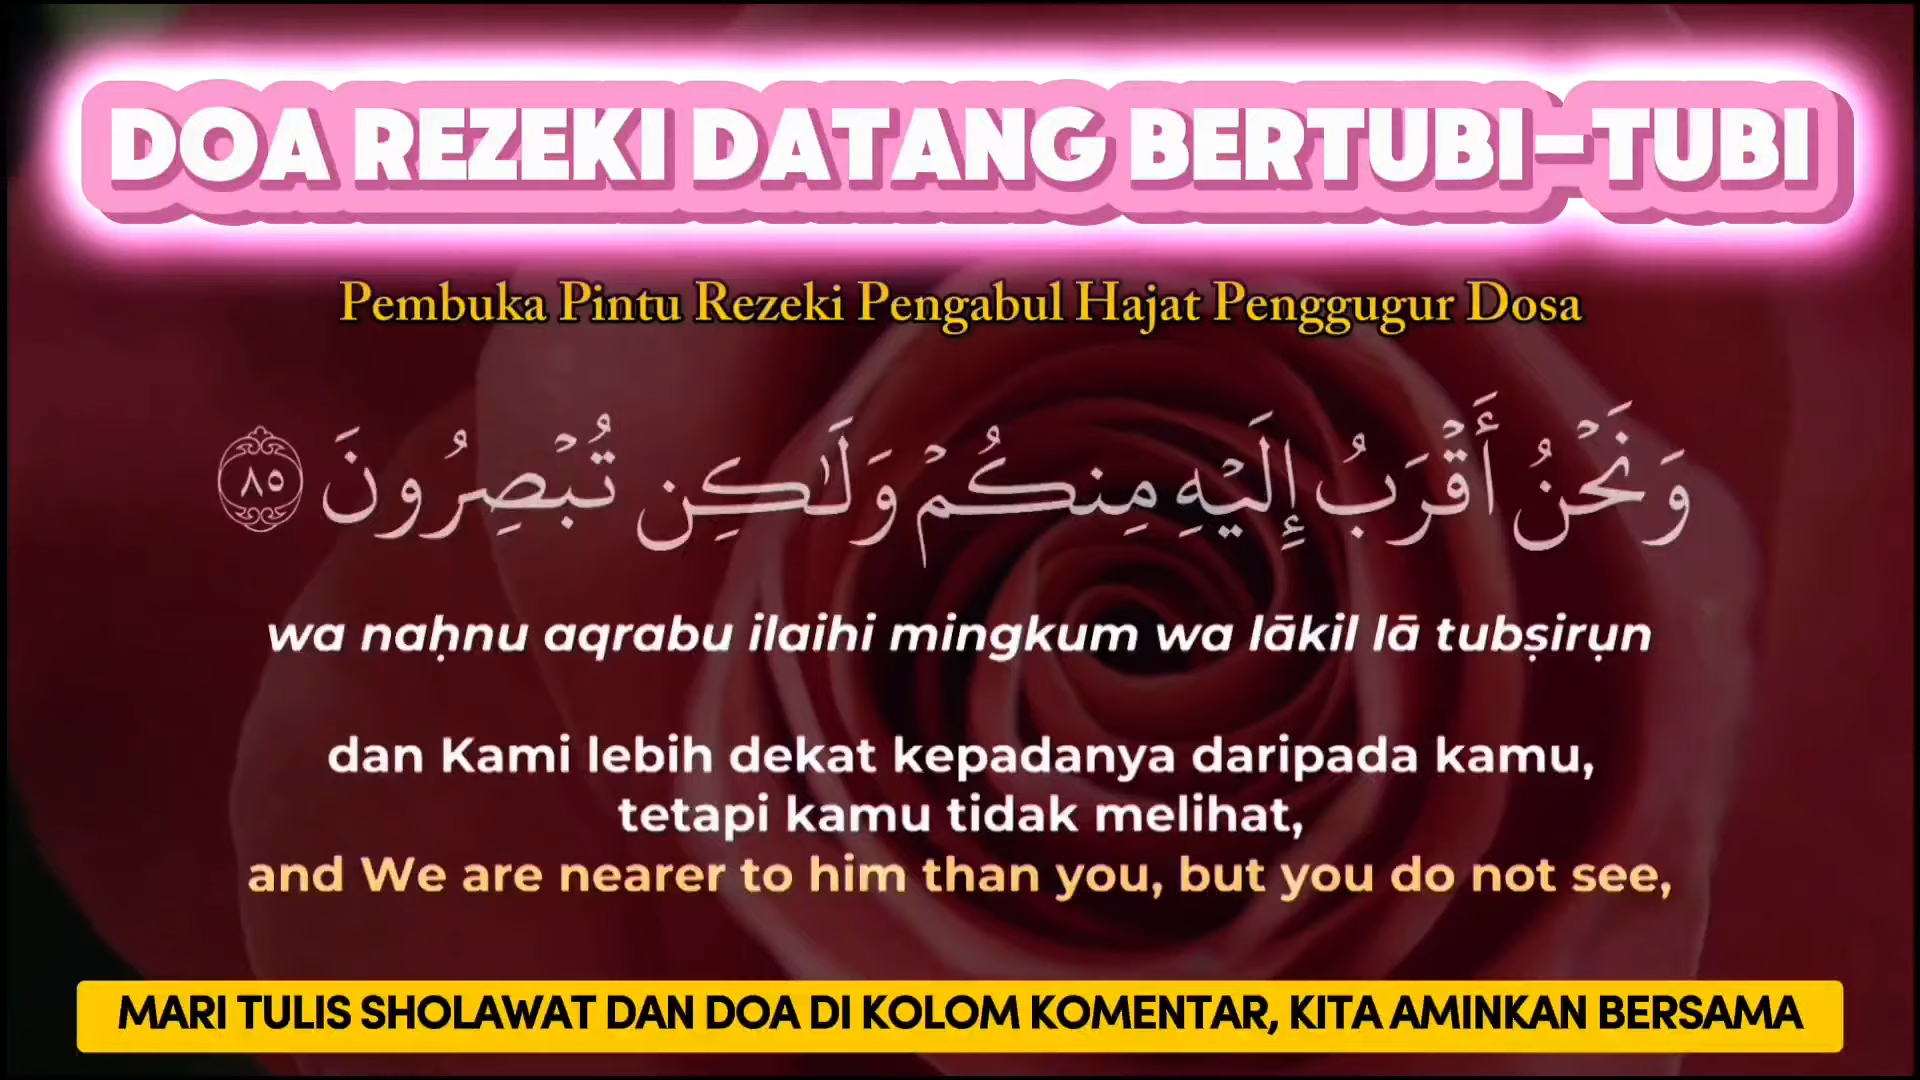 DOA REZEKI DATANG BERTUBI-TUBI
Pembuka Pintu Rezeki Pengabul Hajat Penggugur Dosa
وَنَحْنُ أَقْرَبُ إِلَيْهِ مِنكُمْ وَلَٰكِن تُبْصِرُونَ ٨٥
wa naḥnu aqrabu ilaihi mingkum wa lākil lā tubṣirụn
dan Kami lebih dekat kepadanya daripada kamu,
tetapi kamu tidak melihat,
and We are nearer to him than you, but you do not see,
MARI TULIS SHOLAWAT DAN DOA DI KOLOM KOMENTAR, KITA AMINKAN BERSAMA